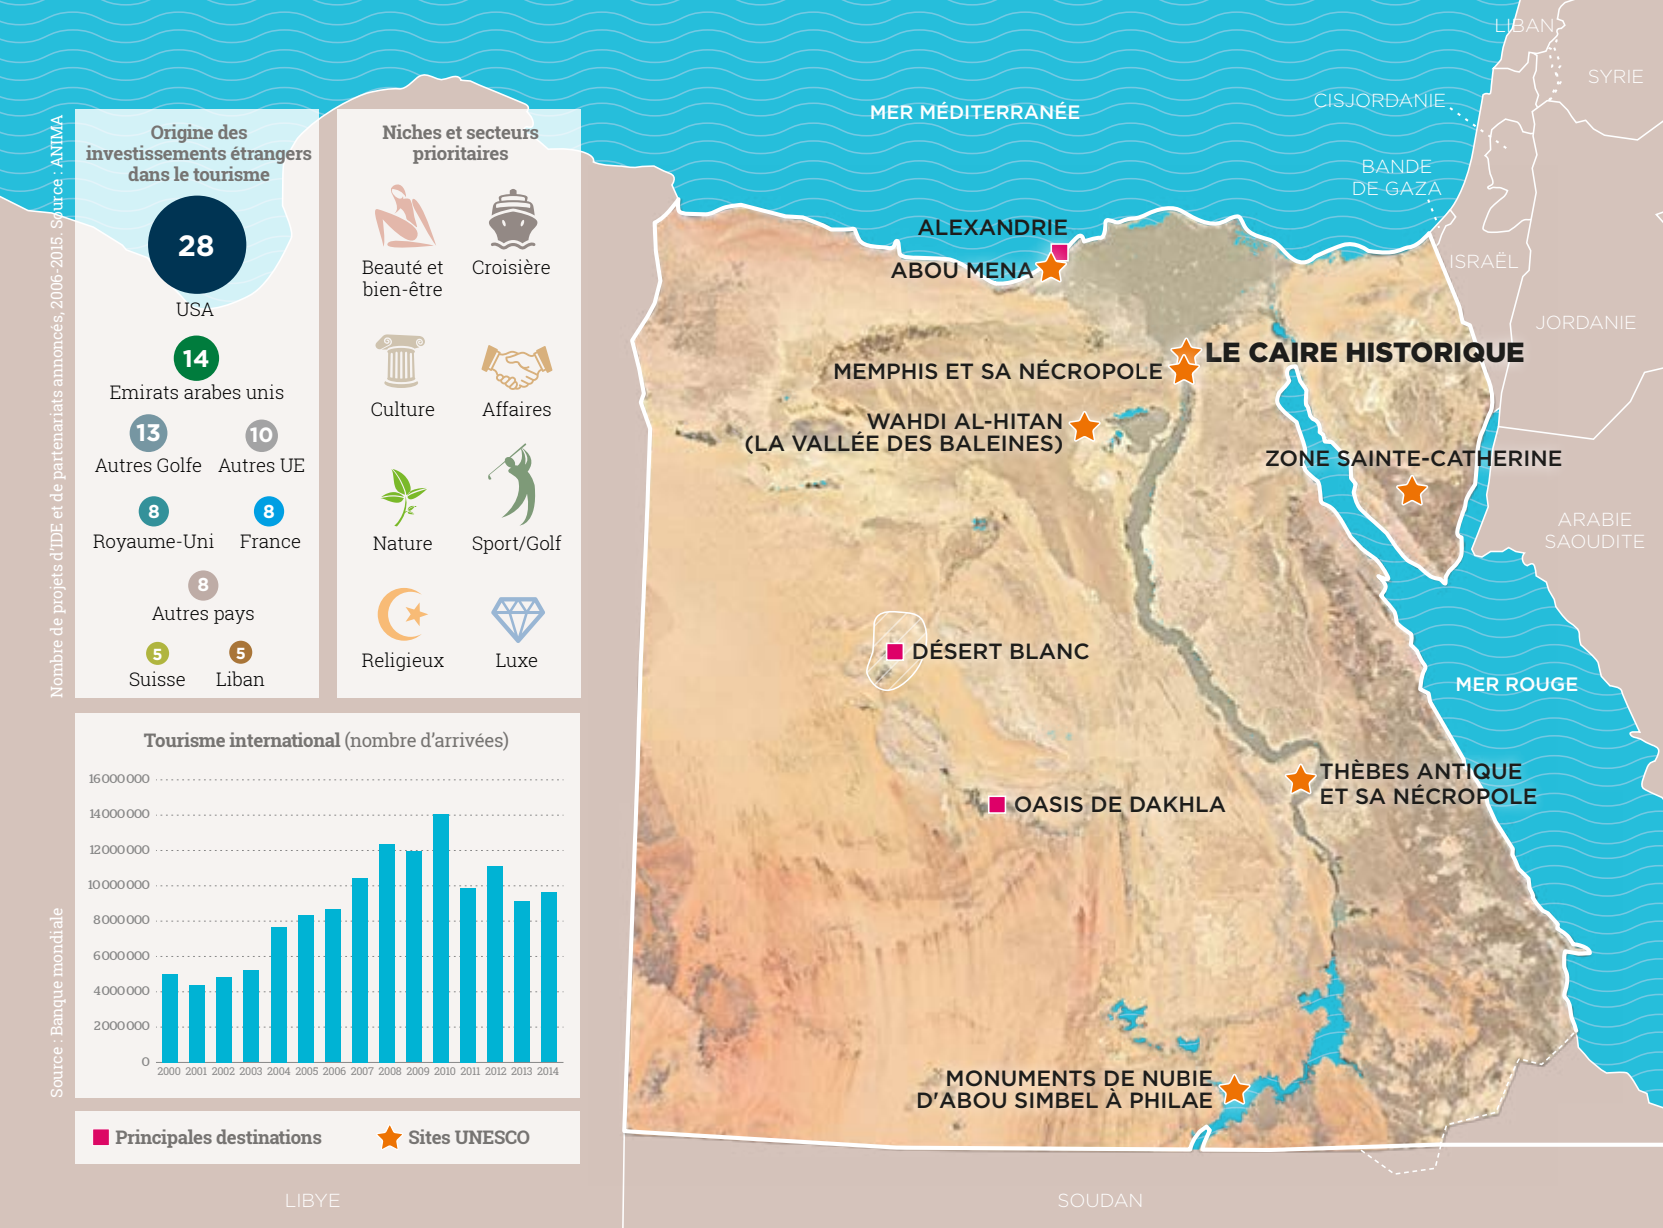 Origine des
investissements étrangers
dans le tourisme
28
USA
14
Emirats arabes unis
13
Autres Golfe
10
Autres UE
8
Royaume-Uni
8
France
8
Autres pays
5
Suisse
5
Liban
Nombre de projets d'IDE et de partenariats annoncés, 2006-2015. Source : ANIMA
Niches et secteurs
prioritaires
Beauté et
bien-être
Croisière
Culture
Affaires
Nature
Sport/Golf
Religieux
Luxe
Tourisme international (nombre d'arrivées)
16000000
14000000
12000000
10000000
8000000
6000000
4000000
2000000
0
2000 2001 2002 2003 2004 2005 2006 2007 2008 2009 2010 2011 2012 2013 2014
Source : Banque mondiale
Principales destinations
Sites UNESCO
MER MÉDITERRANÉE
LIBAN
SYRIE
CISJORDANIE
BANDE
DE GAZA
ISRAËL
JORDANIE
ARABIE
SAOUDITE
ALEXANDRIE
ABOU MENA
LE CAIRE HISTORIQUE
MEMPHIS ET SA NÉCROPOLE
WAHDI AL-HITAN
(LA VALLÉE DES BALEINES)
ZONE SAINTE-CATHERINE
DÉSERT BLANC
MER ROUGE
THÈBES ANTIQUE
ET SA NÉCROPOLE
OASIS DE DAKHLA
MONUMENTS DE NUBIE
D'ABOU SIMBEL À PHILAE
LIBYE
SOUDAN